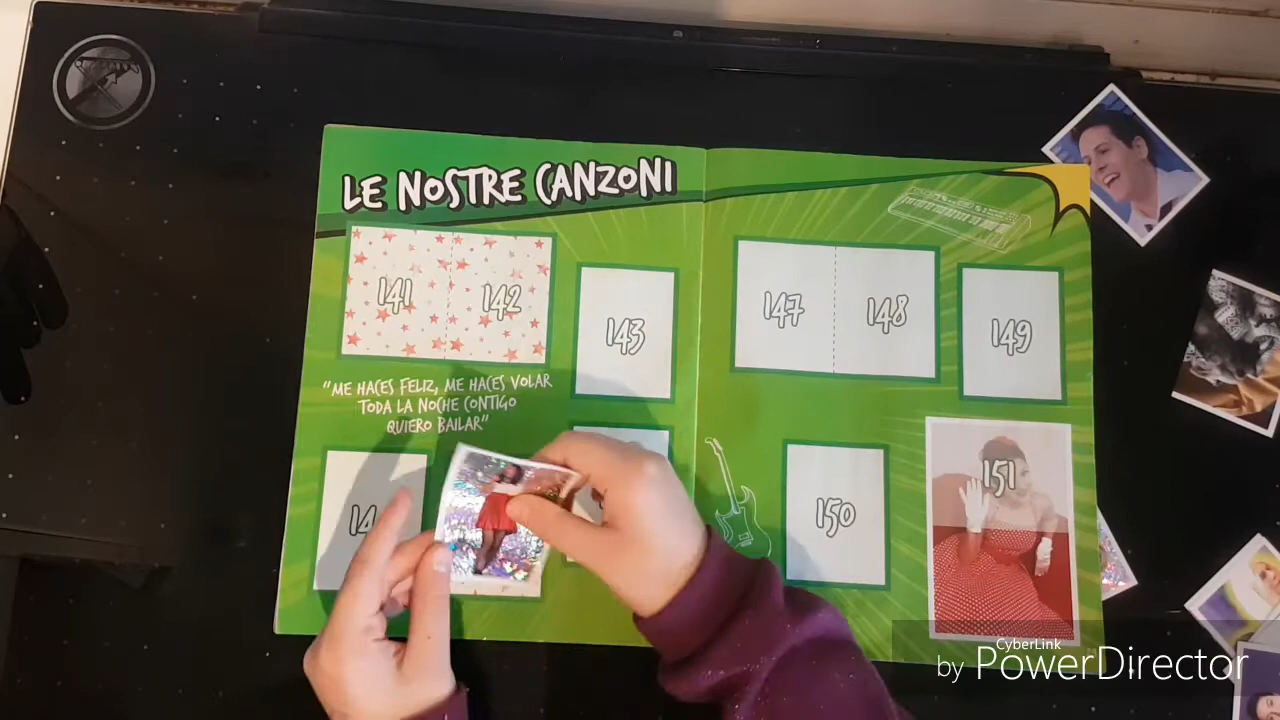 LE NOSTRE CANZONI
141
142
143
147
148
149
"ME HACES FELIZ, ME HACES VOLAR
TODA LA NOCHE CONTIGO
QUIERO BAILAR"
150
151
CyberLink
by PowerDirector